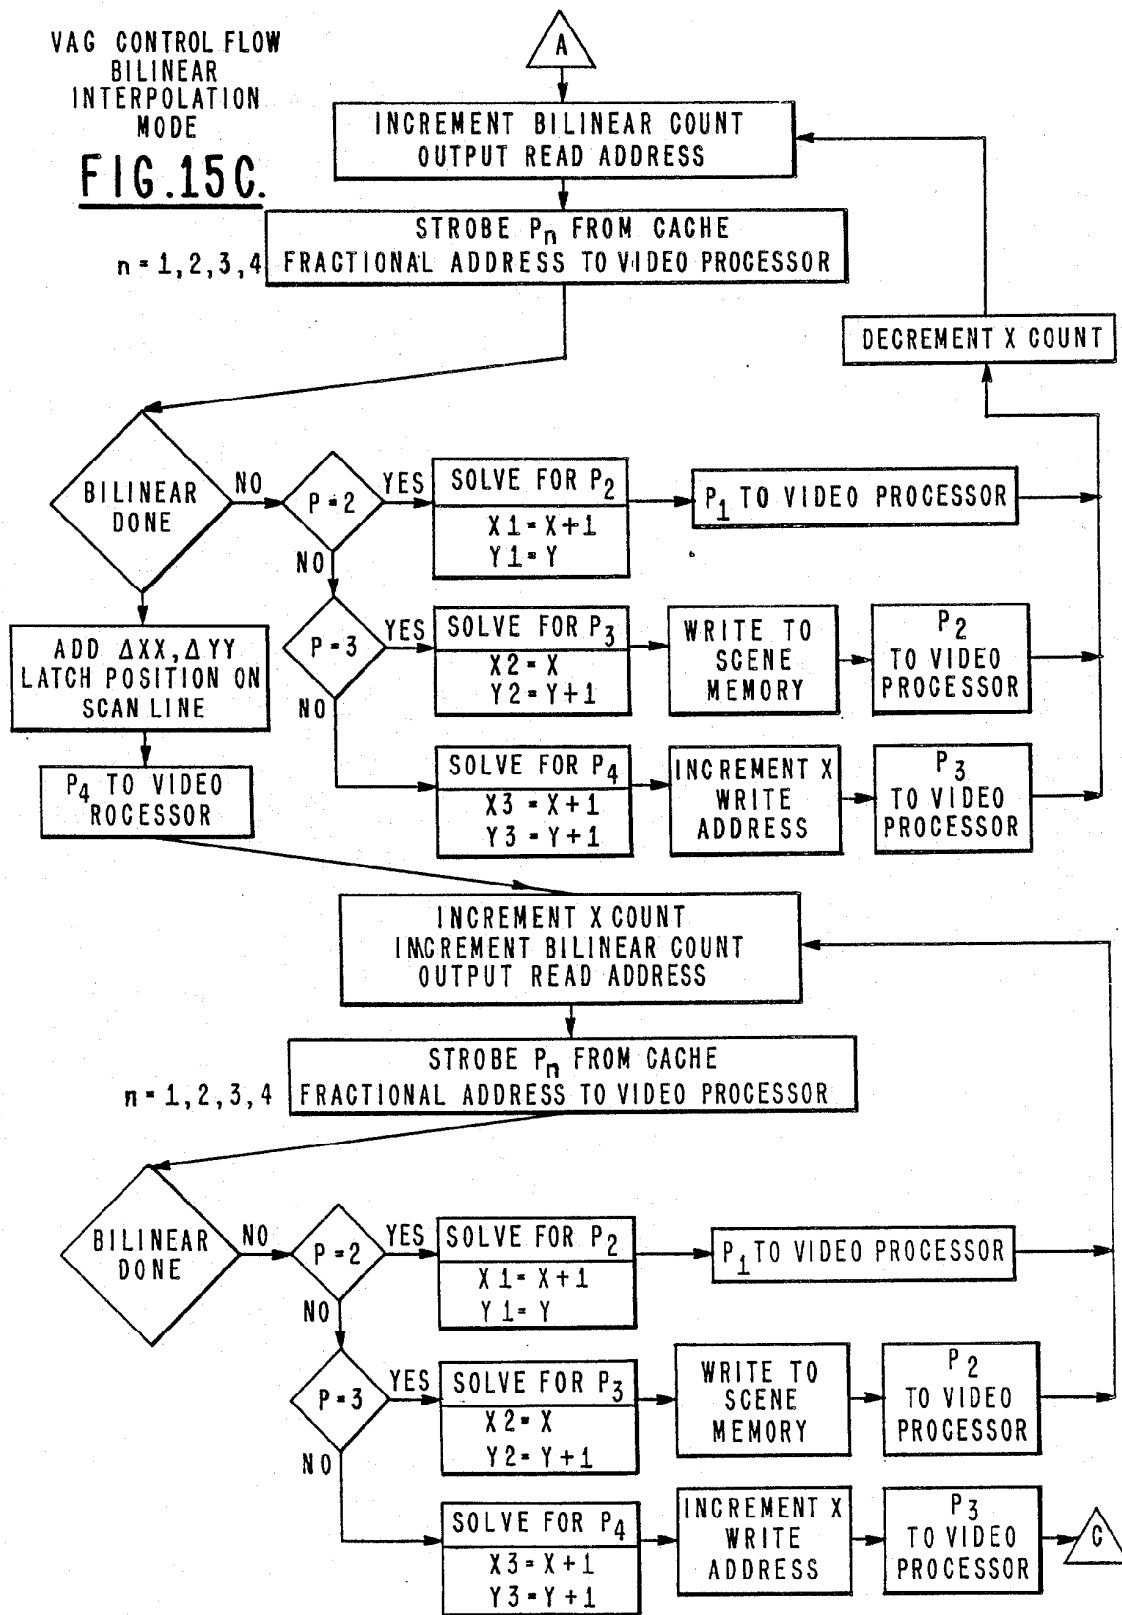 VAG CONTROL FLOW
BILINEAR
INTERPOLATION
MODE
FIG.15C.
A
INCREMENT BILINEAR COUNT
OUTPUT READ ADDRESS
STROBE Pn FROM CACHE
FRACTIONAL ADDRESS TO VIDEO PROCESSOR
n=1,2,3,4
DECREMENT X COUNT
BILINEAR
DONE
NO
P=2
YES
SOLVE FOR P2
X1=X+1
Y1=Y
P1 TO VIDEO PROCESSOR
NO
P=3
YES
SOLVE FOR P3
X2=X
Y2=Y+1
WRITE TO
SCENE
MEMORY
P2
TO VIDEO
PROCESSOR
NO
ADD ΔXX, ΔYY
LATCH POSITION ON
SCAN LINE
SOLVE FOR P4
X3=X+1
Y3=Y+1
INCREMENT X
WRITE
ADDRESS
P3
TO VIDEO
PROCESSOR
P4 TO VIDEO
ROCESSOR
INCREMENT X COUNT
INCREMENT BILINEAR COUNT
OUTPUT READ ADDRESS
STROBE Pn FROM CACHE
FRACTIONAL ADDRESS TO VIDEO PROCESSOR
n=1,2,3,4
BILINEAR
DONE
NO
P=2
YES
SOLVE FOR P2
X1=X+1
Y1=Y
P1 TO VIDEO PROCESSOR
NO
P=3
YES
SOLVE FOR P3
X2=X
Y2=Y+1
WRITE TO
SCENE
MEMORY
P2
TO VIDEO
PROCESSOR
NO
SOLVE FOR P4
X3=X+1
Y3=Y+1
INCREMENT X
WRITE
ADDRESS
P3
TO VIDEO
PROCESSOR
C